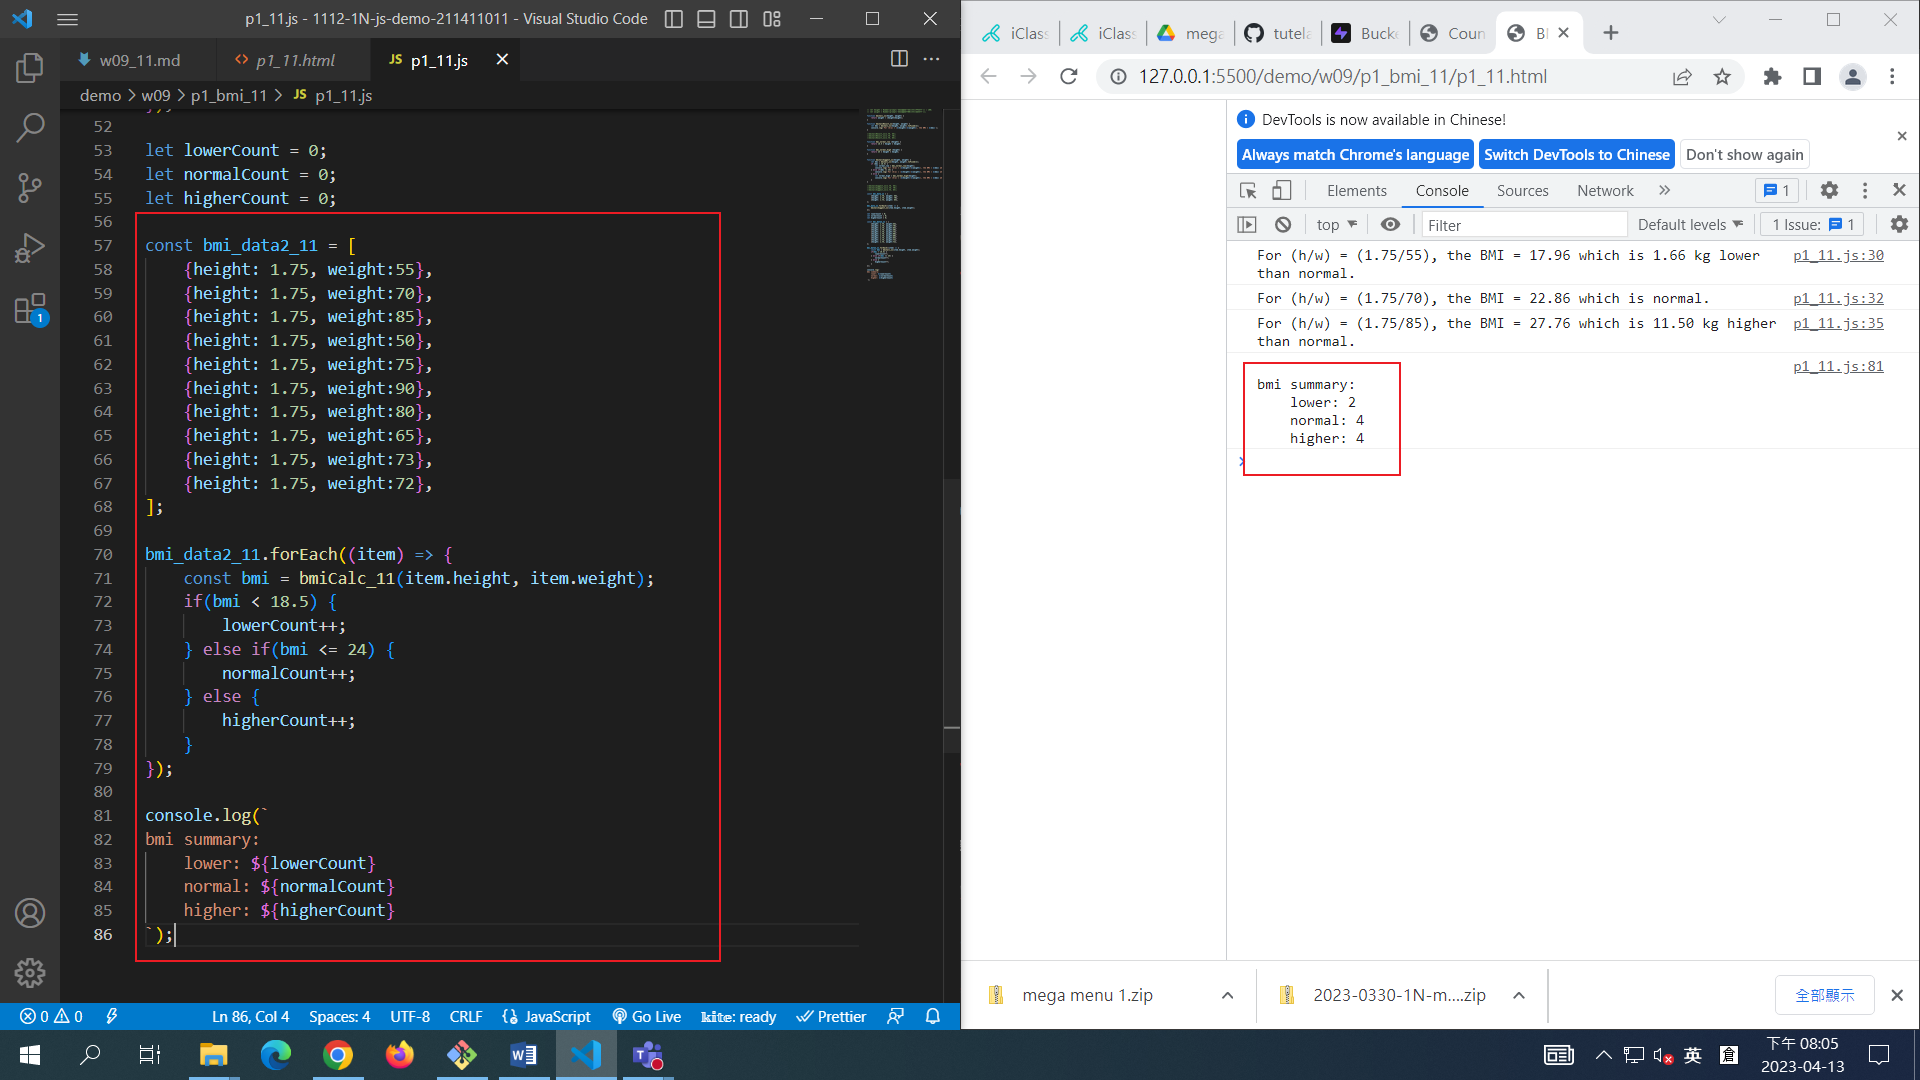 p1_11.js - 1112-1N-js-demo-211411011 - Visual Studio Code
w09_11.md
p1_11.html
JS p1_11.js
demo > w09 > p1_bmi_11 > JS p1_11.js
52
53 let lowerCount = 0;
54 let normalCount = 0;
55 let higherCount = 0;
56
57 const bmi_data2_11 = [
58 {height: 1.75, weight:55},
59 {height: 1.75, weight:70},
60 {height: 1.75, weight:85},
61 {height: 1.75, weight:50},
62 {height: 1.75, weight:75},
63 {height: 1.75, weight:90},
64 {height: 1.75, weight:80},
65 {height: 1.75, weight:65},
66 {height: 1.75, weight:73},
67 {height: 1.75, weight:72},
68 ];
69
70 bmi_data2_11.forEach((item) => {
71 const bmi = bmiCalc_11(item.height, item.weight);
72 if(bmi < 18.5) {
73 lowerCount++;
74 } else if(bmi <= 24) {
75 normalCount++;
76 } else {
77 higherCount++;
78 }
79 });
80
81 console.log(`
82 bmi summary:
83 lower: ${lowerCount}
84 normal: ${normalCount}
85 higher: ${higherCount}
86 `);
1
0 0
Ln 86, Col 4
Spaces: 4
UTF-8
CRLF
JavaScript
Go Live
kite: ready
Prettier
iClass
iClass
mega
tutela
Bucke
Coun
BI
127.0.0.1:5500/demo/w09/p1_bmi_11/p1_11.html
DevTools is now available in Chinese!
Always match Chrome's language
Switch DevTools to Chinese
Don't show again
Elements
Console
Sources
Network
1
top
Filter
Default levels
1 Issue: 1
For (h/w) = (1.75/55), the BMI = 17.96 which is 1.66 kg lower p1_11.js:30
than normal.
For (h/w) = (1.75/70), the BMI = 22.86 which is normal. p1_11.js:32
For (h/w) = (1.75/85), the BMI = 27.76 which is 11.50 kg higher p1_11.js:35
than normal.
p1_11.js:81
bmi summary:
lower: 2
normal: 4
higher: 4
mega menu 1.zip
2023-0330-1N-m....zip
全部顯示
英
倉
下午 08:05
2023-04-13